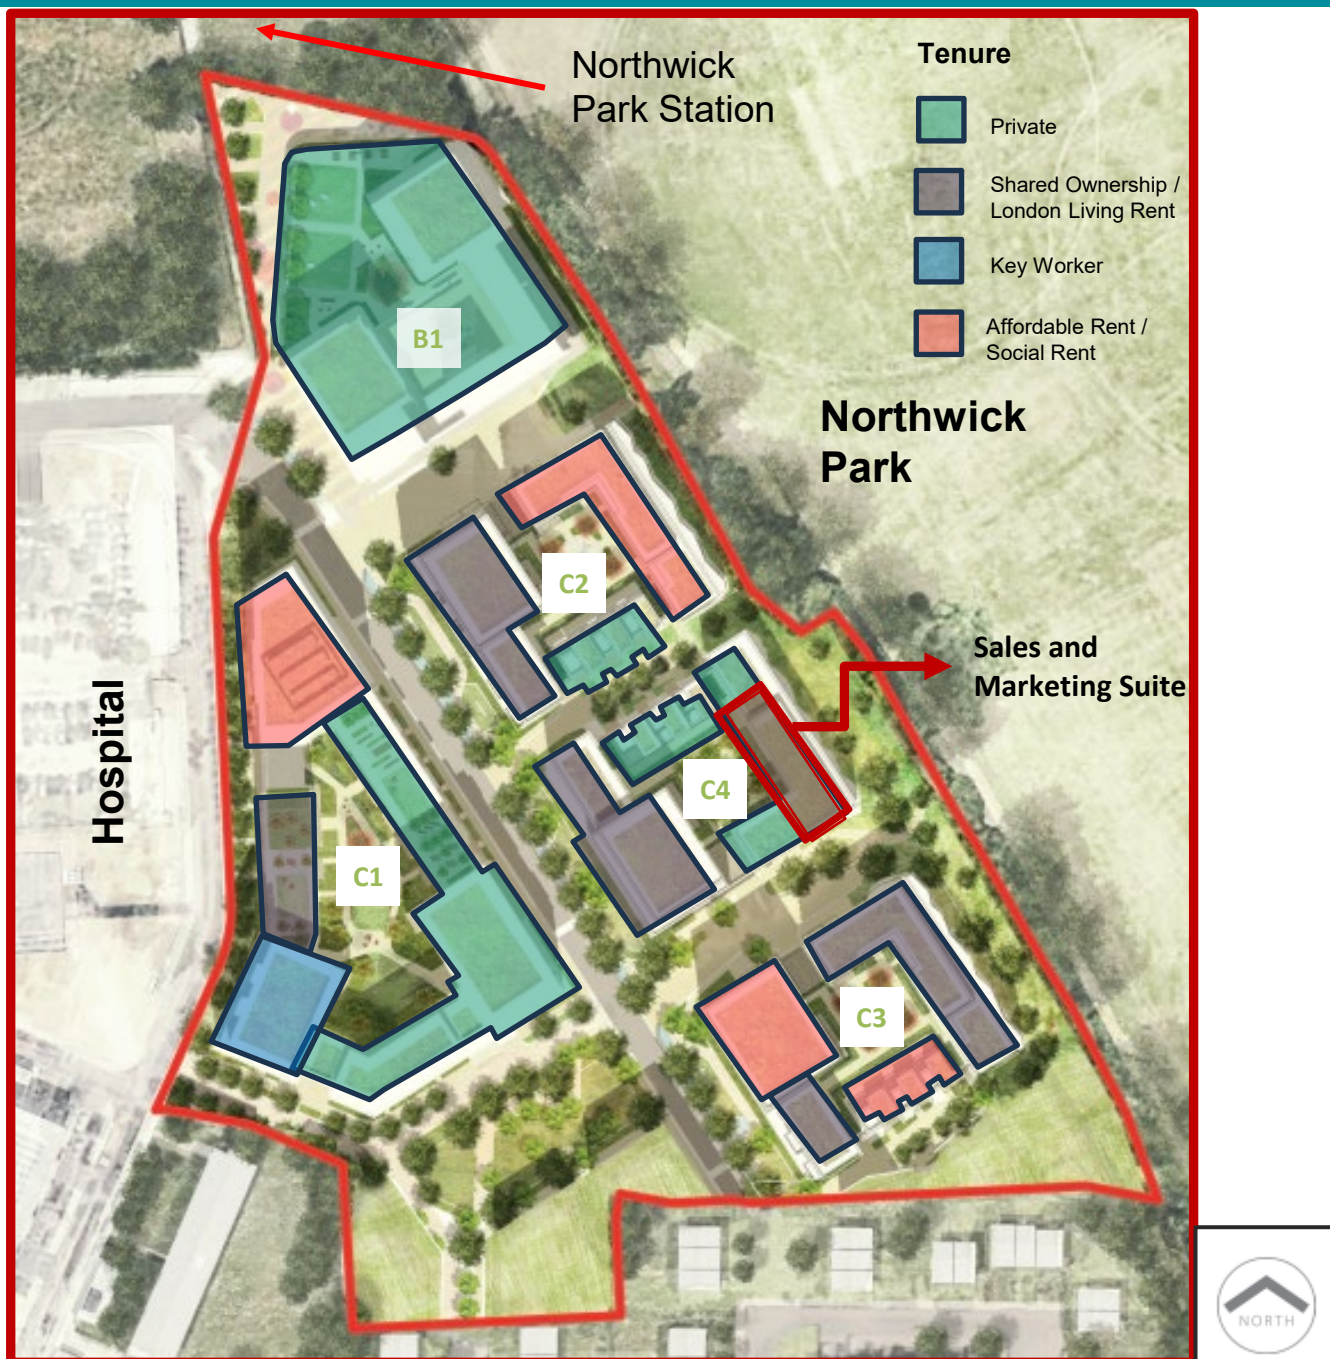 Northwick
Park Station
Tenure
Private
Shared Ownership /
London Living Rent
Key Worker
Affordable Rent /
Social Rent
B1
Northwick
Park
C2
Sales and
Marketing Suite
Hospital
C4
C1
C3
NORTH